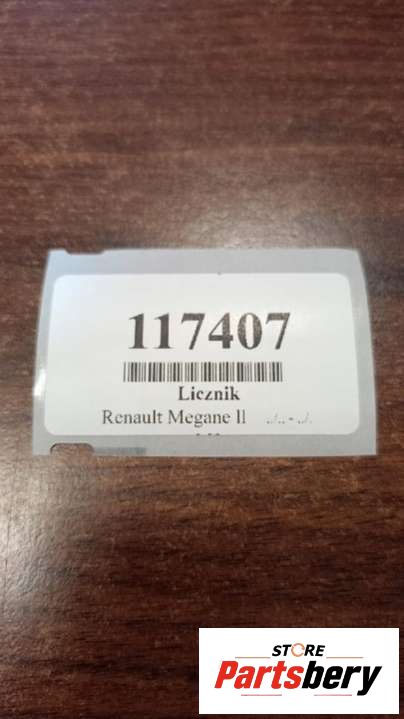 117407
Licznik
Renault Megane II ../.. - ../.
STORE
Partsbery